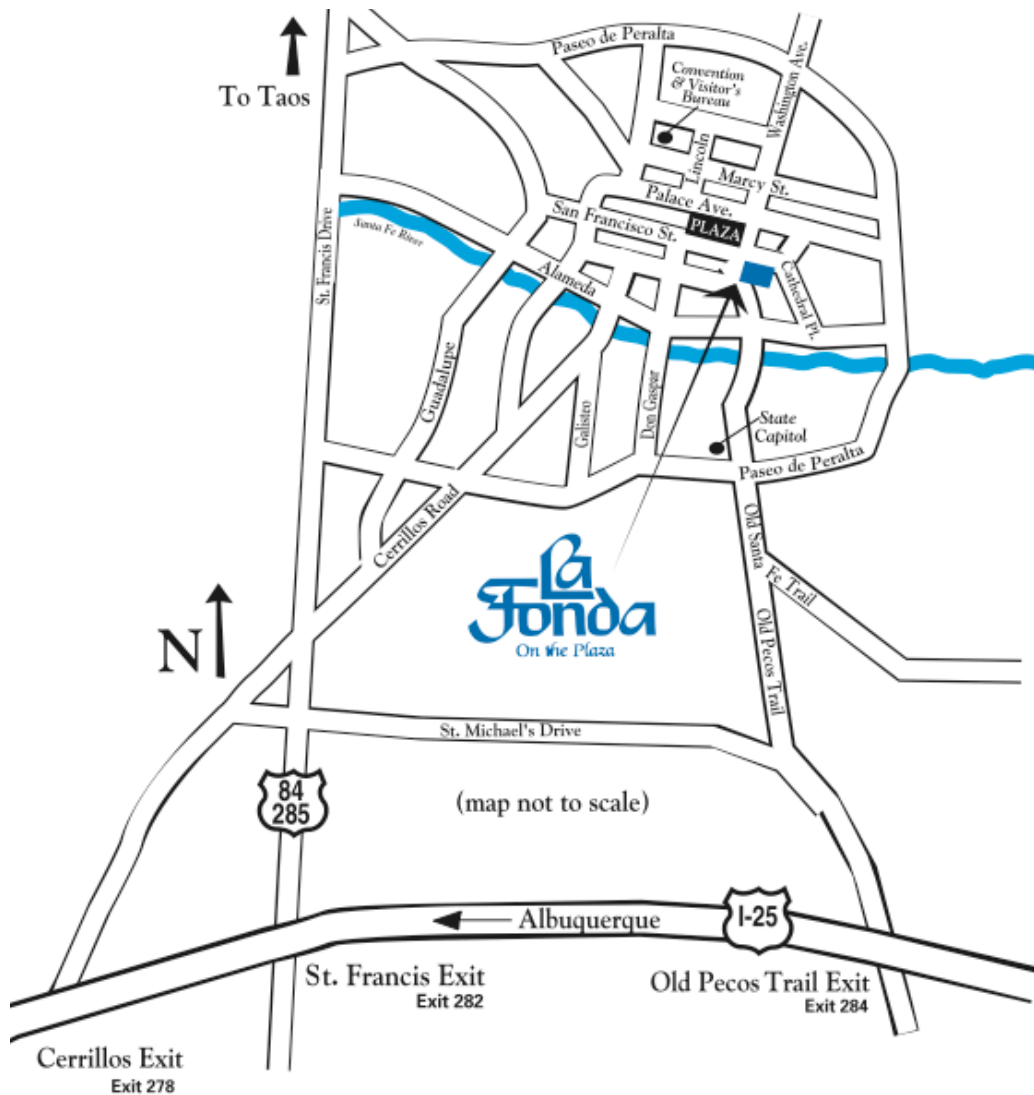 To Taos
Paseo de Peralta
Washington Ave.
Convention
& Visitor's
Bureau
Lincoln
Marcy St.
Palace Ave.
San Francisco St.
PLAZA
Santa Fe River
St. Francis Drive
Alameda
Cathedral Pl.
Guadalupe
Galisteo
Don Gaspar
State
Capitol
Paseo de Peralta
Cerrillos Road
Old Santa
Fe Trail
La
Fonda
On the Plaza
N
Old Pecos Trail
St. Michael's Drive
84
285
(map not to scale)
I-25
Albuquerque
St. Francis Exit
Exit 282
Old Pecos Trail Exit
Exit 284
Cerrillos Exit
Exit 278